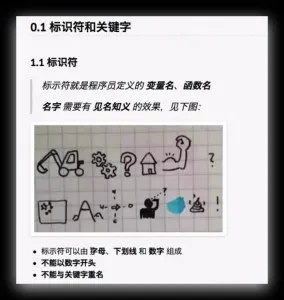 0.1 标识符和关键字
1.1 标识符
标示符就是程序员定义的 变量名、函数名
名字 需要有 见名知义 的效果，见下图：
? ?
!
标识符可以由 字母、下划线 和 数字 组成
不能以数字开头
不能与关键字重名